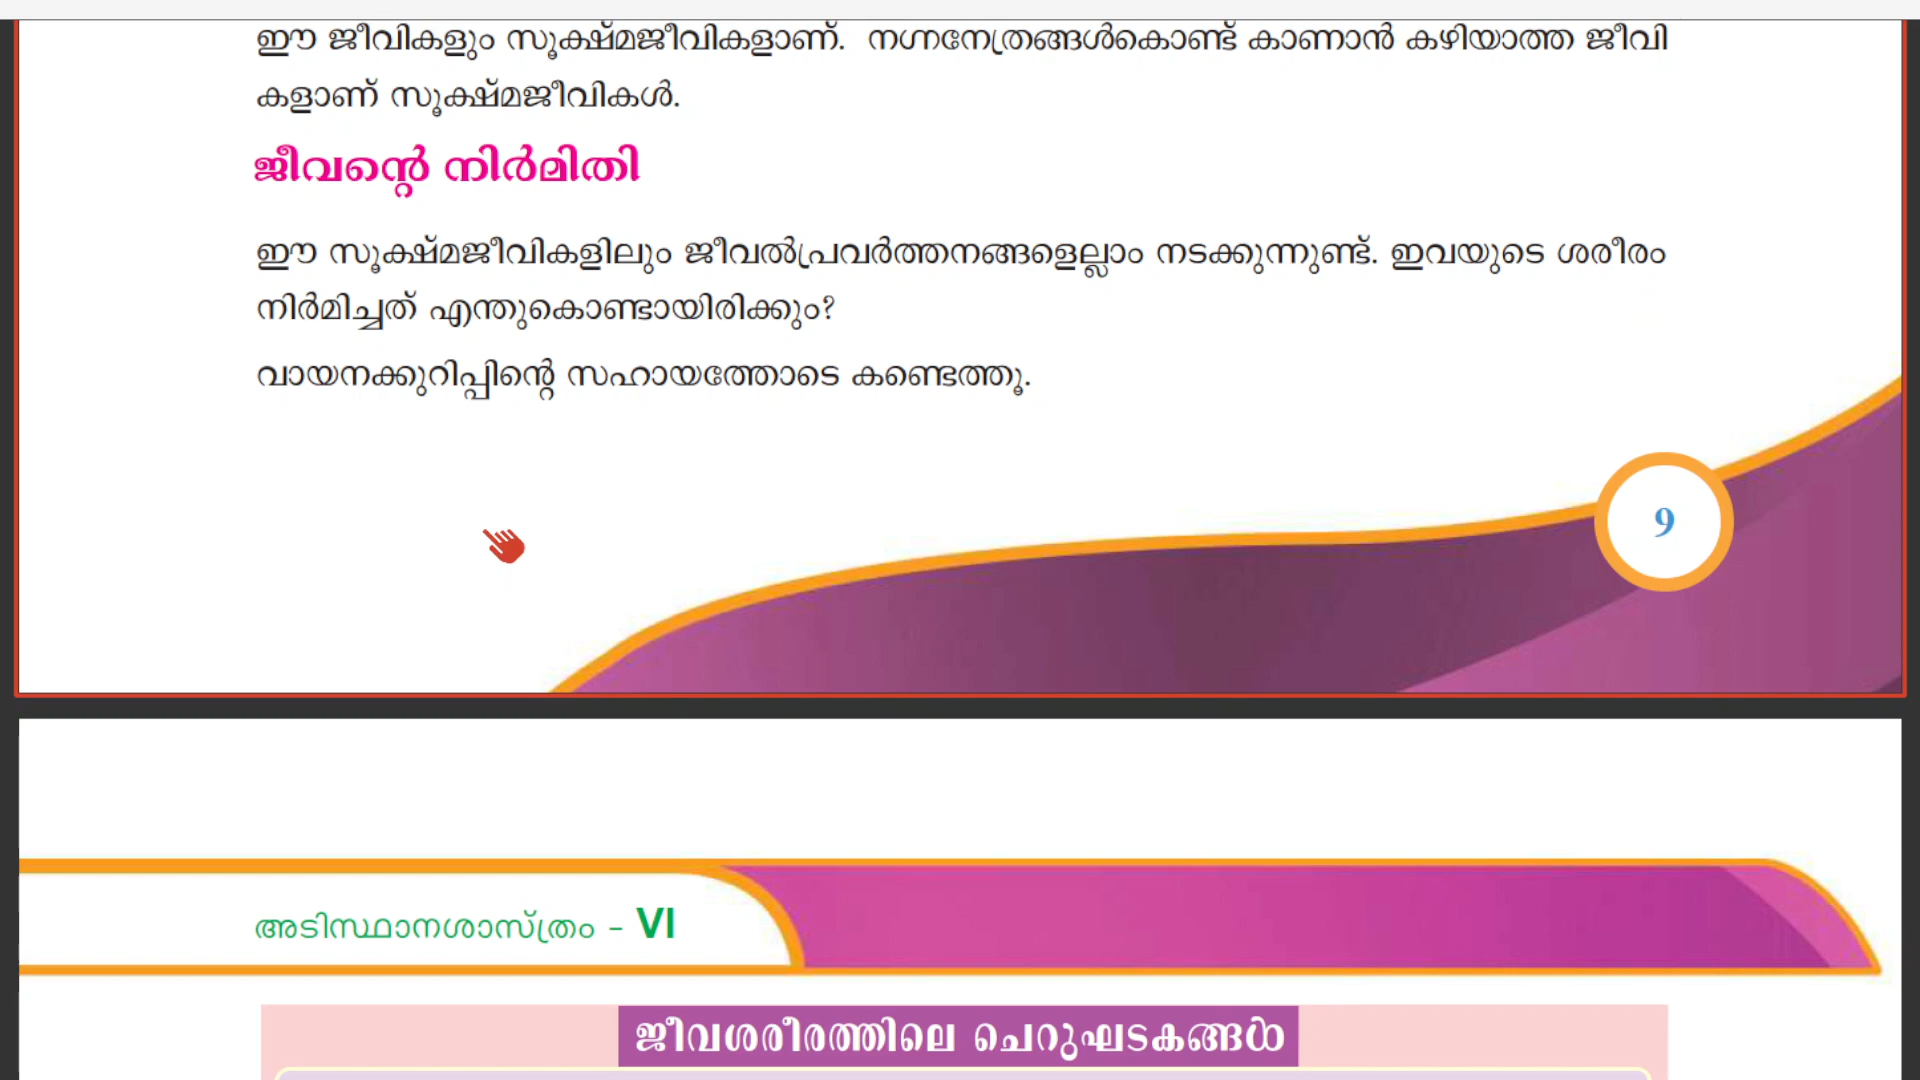 ഈ ജീവികളും സൂക്ഷ്മജീവികളാണ്. നഗ്നനേത്രങ്ങൾകൊണ്ട് കാണാൻ കഴിയാത്ത ജീവി
കളാണ് സൂക്ഷ്മജീവികൾ.
ജീവന്റെ നിർമിതി
ഈ സൂക്ഷ്മജീവികളിലും ജീവൽപ്രവർത്തനങ്ങളെല്ലാം നടക്കുന്നുണ്ട്. ഇവയുടെ ശരീരം
നിർമിച്ചത് എന്തുകൊണ്ടായിരിക്കും?
വായനക്കുറിപ്പിന്റെ സഹായത്തോടെ കണ്ടെത്തൂ.
9
അടിസ്ഥാനശാസ്ത്രം - VI
ജീവശരീരത്തിലെ ചെറുഘടകങ്ങൾ